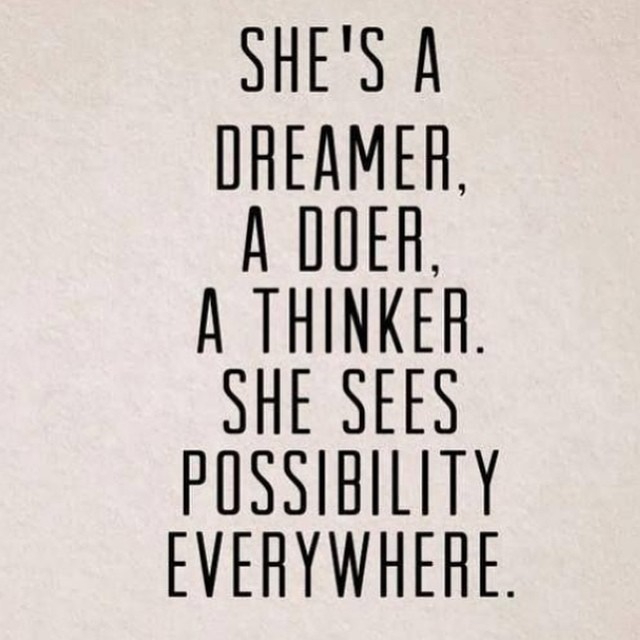 SHE'S A
DREAMER,
A DOER,
A THINKER.
SHE SEES
POSSIBILITY
EVERYWHERE.